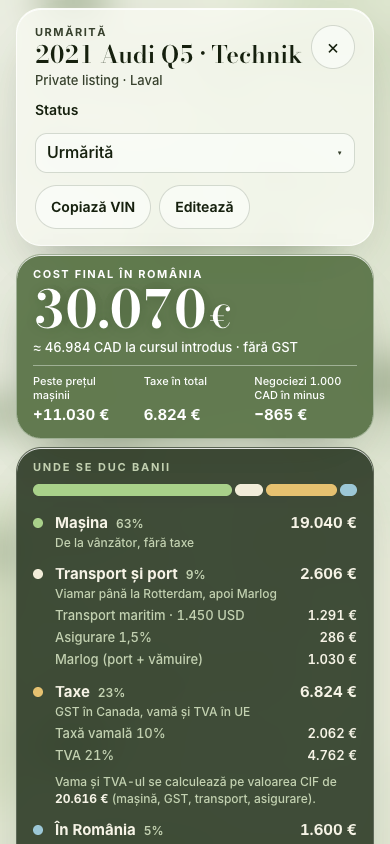 URMĂRITĂ
2021 Audi Q5 · Technik
×
Private listing · Laval
Status
Urmărită
Copiază VIN
Editează
COST FINAL ÎN ROMÂNIA
30.070 €
≈ 46.984 CAD la cursul introdus · fără GST
Peste prețul mașinii
+11.030 €
Taxe în total
6.824 €
Negociezi 1.000 CAD în minus
−865 €
UNDE SE DUC BANII
Mașina 63% 19.040 €
De la vânzător, fără taxe
Transport și port 9% 2.606 €
Viamar până la Rotterdam, apoi Marlog
Transport maritim · 1.450 USD 1.291 €
Asigurare 1,5% 286 €
Marlog (port + vămuire) 1.030 €
Taxe 23% 6.824 €
GST în Canada, vamă și TVA în UE
Taxă vamală 10% 2.062 €
TVA 21% 4.762 €
Vama și TVA-ul se calculează pe valoarea CIF de
20.616 € (mașină, GST, transport, asigurare).
În România 5% 1.600 €